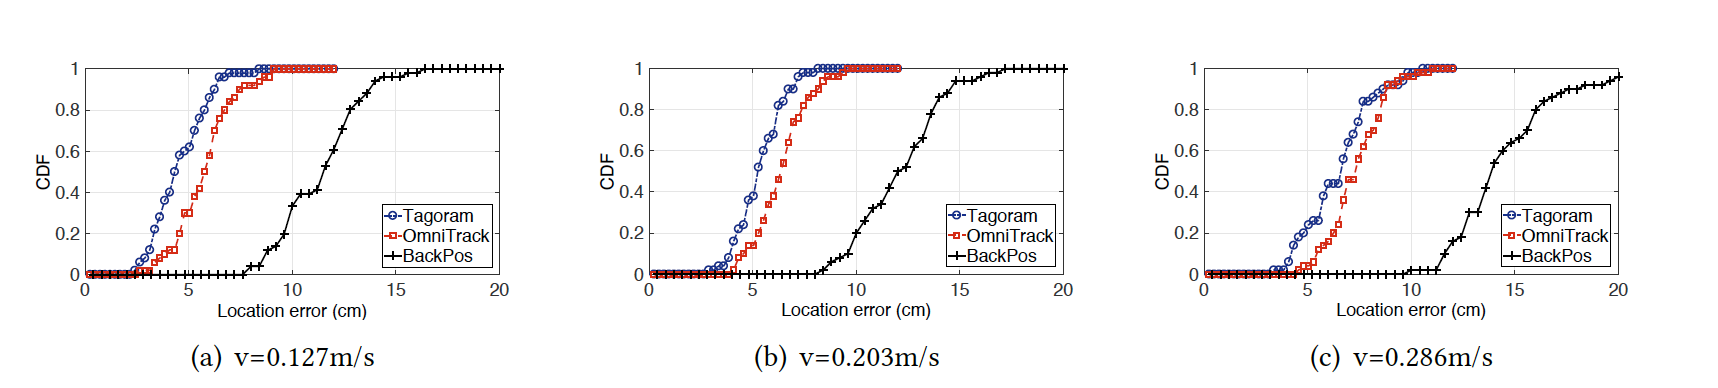 1
0.8
0.6
0.4
0.2
0
CDF
0 5 10 15 20
Location error (cm)
Tagoram
OmniTrack
BackPos
(a) v=0.127m/s
1
0.8
0.6
0.4
0.2
0
CDF
0 5 10 15 20
Location error (cm)
Tagoram
OmniTrack
BackPos
(b) v=0.203m/s
1
0.8
0.6
0.4
0.2
0
CDF
0 5 10 15 20
Location error (cm)
Tagoram
OmniTrack
BackPos
(c) v=0.286m/s